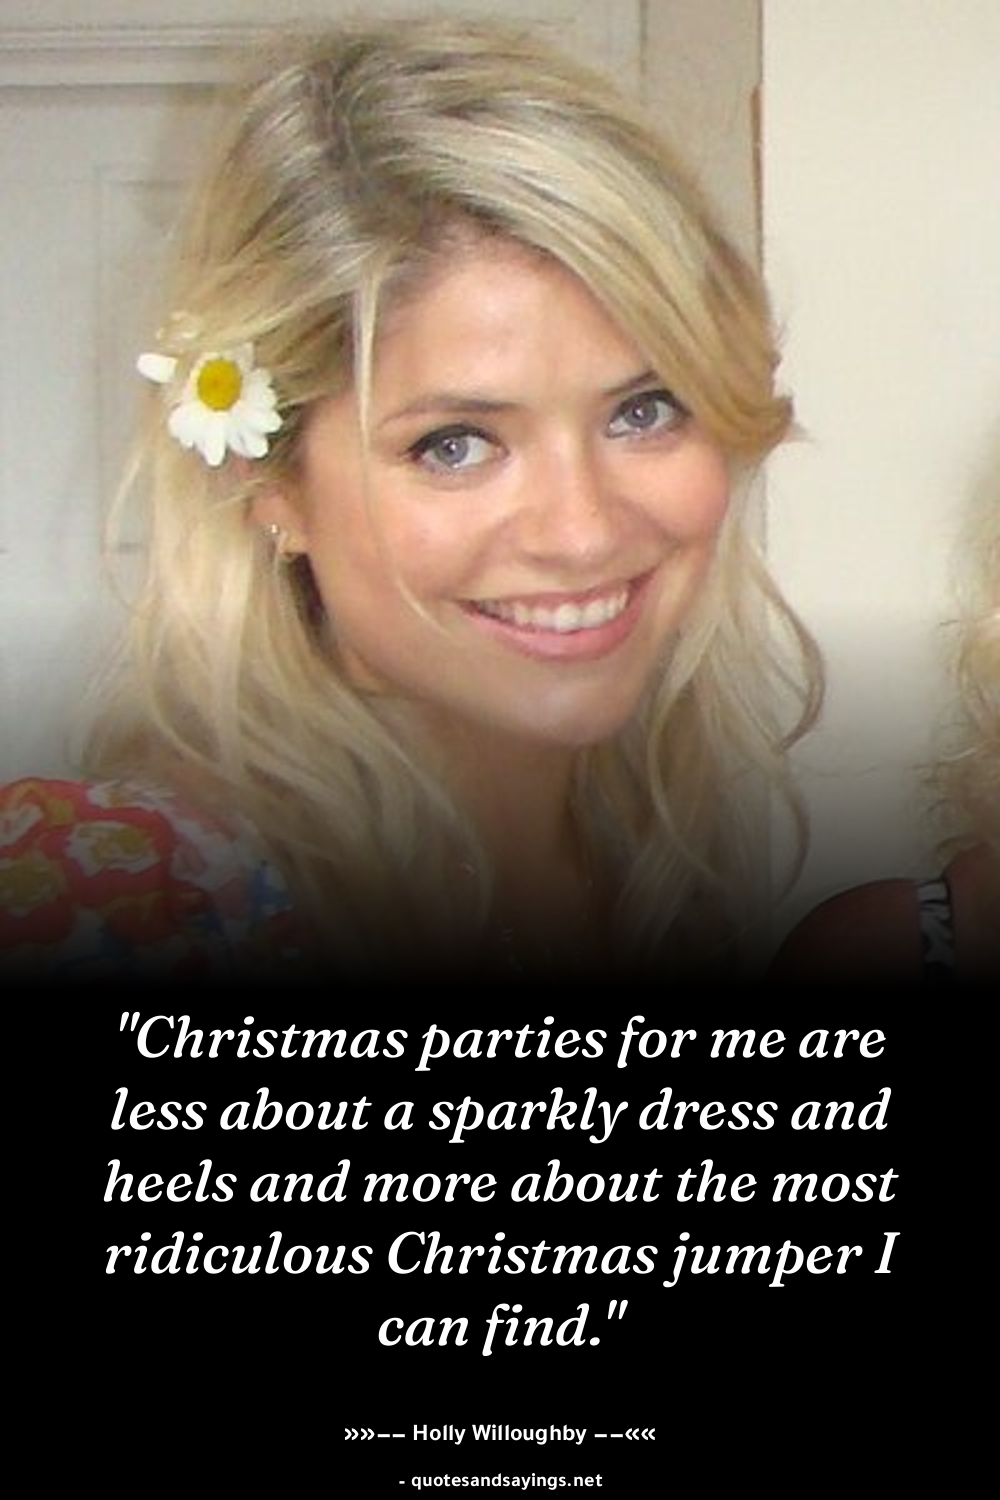 "Christmas parties for me are
less about a sparkly dress and
heels and more about the most
ridiculous Christmas jumper I
can find."
»»−− Holly Willoughby −−««
- quotesandsayings.net